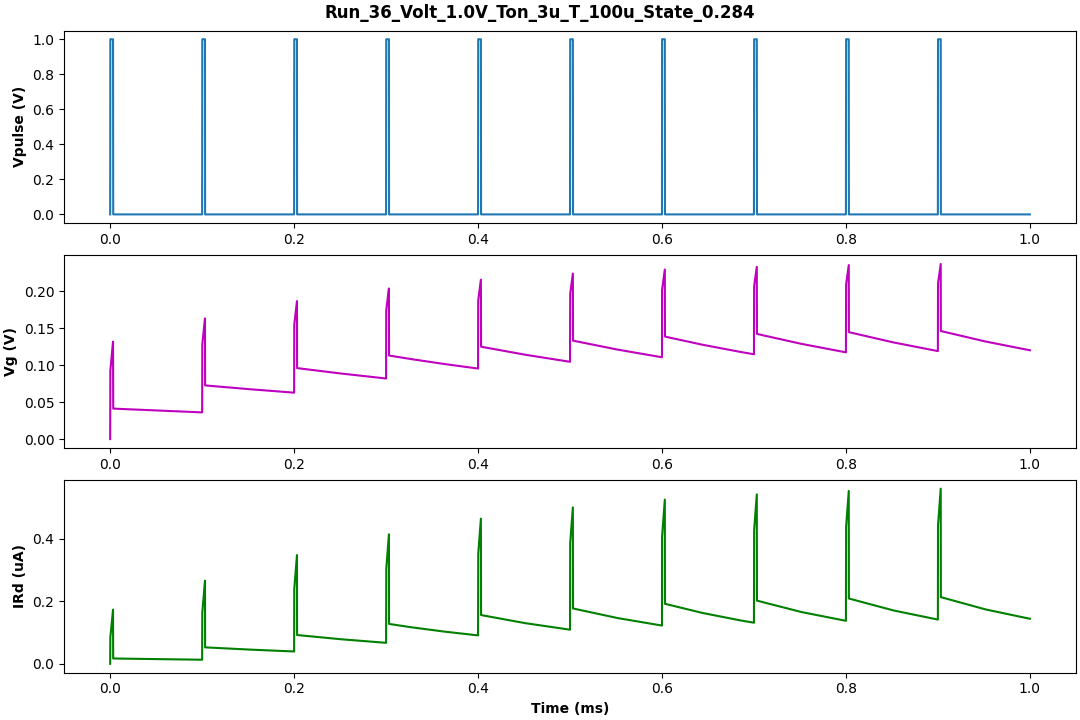 Run_36_Volt_1.0V_Ton_3u_T_100u_State_0.284
Vpulse (V)
1.0
0.8
0.6
0.4
0.2
0.0
0.0 0.2 0.4 0.6 0.8 1.0
Vg (V)
0.20
0.15
0.10
0.05
0.00
0.0 0.2 0.4 0.6 0.8 1.0
IRd (uA)
0.4
0.2
0.0
0.0 0.2 0.4 0.6 0.8 1.0
Time (ms)